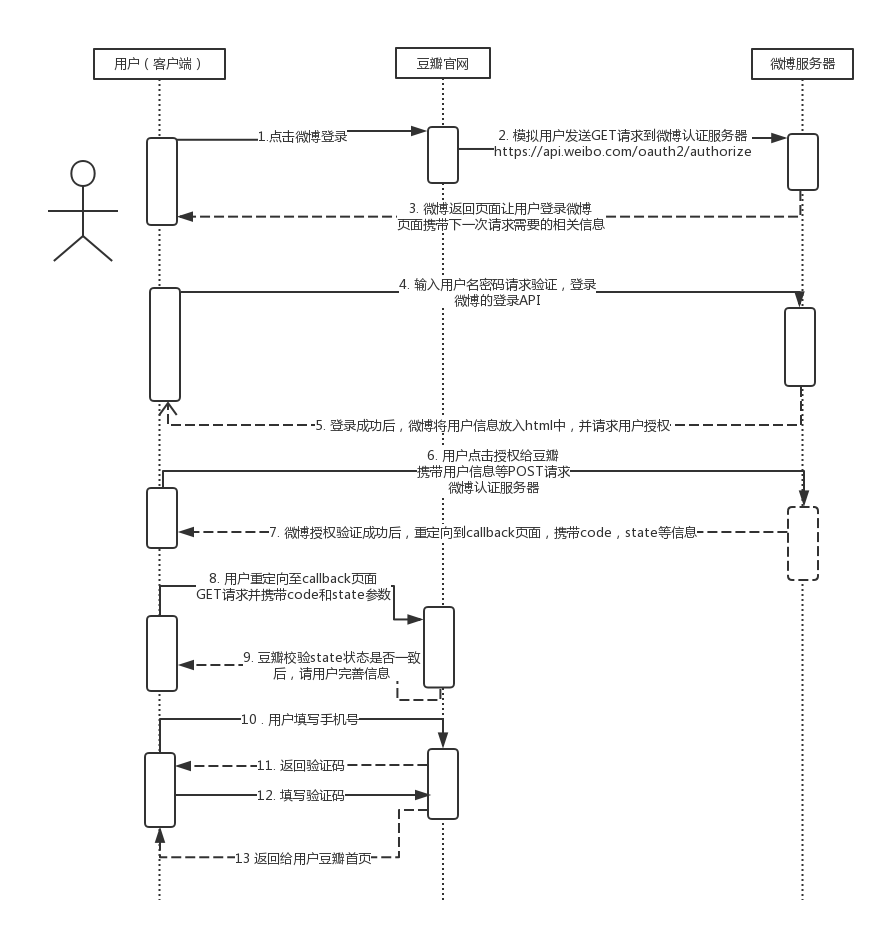 用户（客户端）
豆瓣官网
微博服务器
1.点击微博登录
2. 模拟用户发送GET请求到微博认证服务器
https://api.weibo.com/oauth2/authorize
3. 微博返回页面让用户登录微博
页面携带下一次请求需要的相关信息
4. 输入用户名密码请求验证，登录
微博的登录API
5. 登录成功后，微博将用户信息放入html中，并请求用户授权
6. 用户点击授权给豆瓣
携带用户信息等POST请求
微博认证服务器
7. 微博授权验证成功后，重定向到callback页面，携带code，state等信息
8. 用户重定向至callback页面
GET请求并携带code和state参数
9. 豆瓣校验state状态是否一致
后，请用户完善信息
10．用户填写手机号
11. 返回验证码
12. 填写验证码
13 返回给用户豆瓣首页